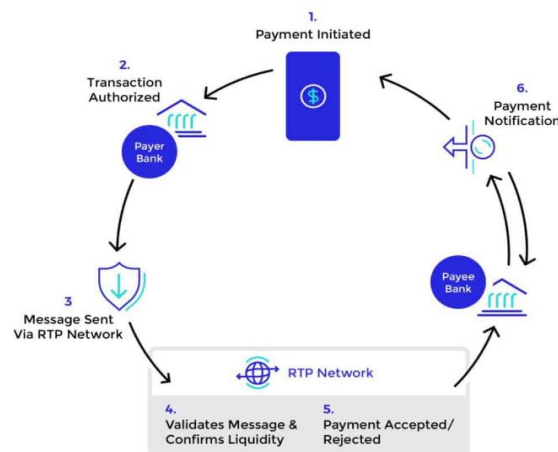 1.
Payment Initiated
2.
Transaction
Authorized
Payer
Bank
3
Message Sent
Via RTP Network
RTP Network
4.
Validates Message &
Confirms Liquidity
5.
Payment Accepted/
Rejected
Payee
Bank
6.
Payment
Notification
$